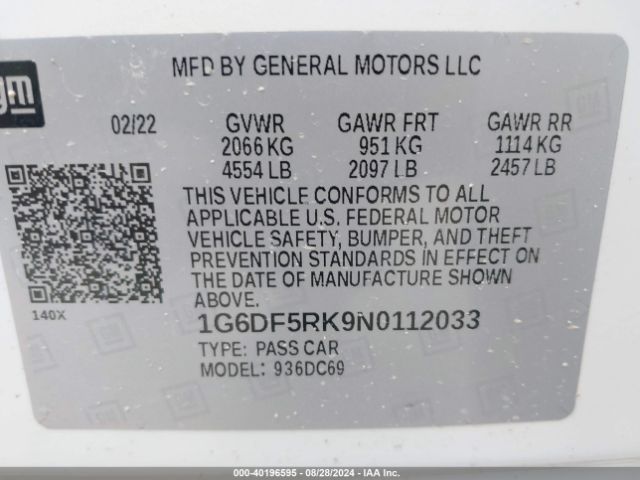 gm
MFD BY GENERAL MOTORS LLC
02/22 GVWR GAWR FRT GAWR RR
2066 KG 951 KG 1114 KG
4554 LB 2097 LB 2457 LB
THIS VEHICLE CONFORMS TO ALL
APPLICABLE U.S. FEDERAL MOTOR
VEHICLE SAFETY, BUMPER, AND THEFT
PREVENTION STANDARDS IN EFFECT ON
THE DATE OF MANUFACTURE SHOWN
ABOVE.
140X
1G6DF5RK9N0112033
TYPE: PASS CAR
MODEL: 936DC69
000-40196595 - 08/28/2024 - IAAI.COM